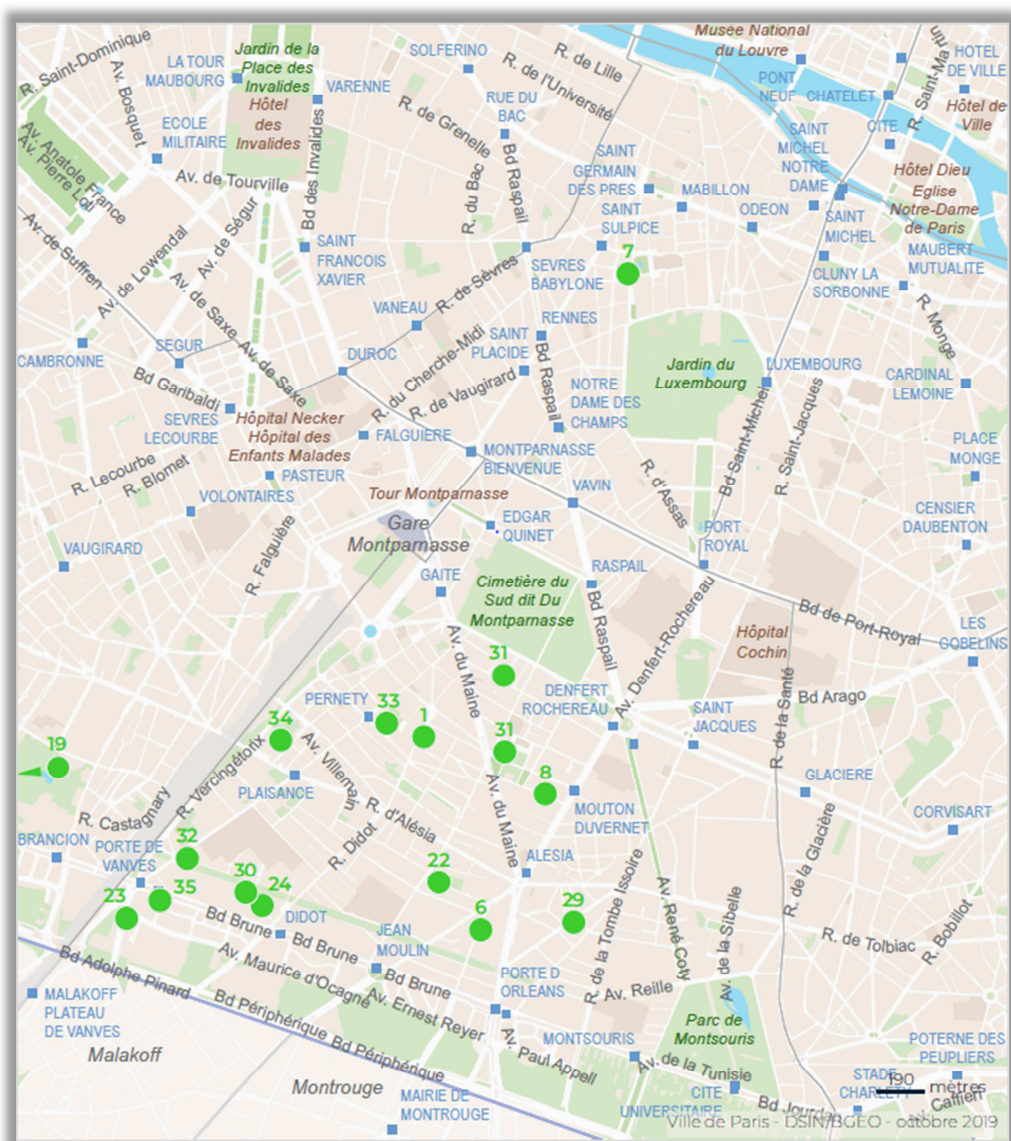 Musée National
du Louvre
R. Saint-Dominique
LA TOUR
MAUBOURG
Jardin de la
Place des
Invalides
SOLFERINO
R. de Lille
R. de l'Université
HOTEL
DE VILLE
Av. Bosquet
VARENNE
Hôtel
des
Invalides
RUE DU
BAC
R. de Grenelle
PONT
NEUF
CHATELET
R. Saint-Ma
Hôtel de
Ville
ECOLE
MILITAIRE
Av. Anatole France
Av. Pierre Loti
Av. de Tourville
Bd des Invalides
R. du Bac
Bd Raspail
SAINT
GERMAIN
DES PRES
MABILLON
SAINT
MICHEL
NOTRE
DAME
CITE
Hôtel Dieu
Eglise
Notre-Dame
de Paris
Av. de Suffren
Av. de Lowendal
Av. de Ségur
SAINT
FRANCOIS
XAVIER
SAINT
SULPICE
ODEON
SAINT
MICHEL
7
SEVRES
BABYLONE
CLUNY LA
SORBONNE
MAUBERT
MUTUALITE
Av. de Saxe
Av. de Saxe
R. de Sèvres
VANEAU
RENNES
R. Monge
CAMBRONNE
SEGUR
DUROC
R. du Cherche-Midi
SAINT
PLACIDE
Bd Raspail
Jardin du
Luxembourg
LUXEMBOURG
CARDINAL
LEMOINE
Bd Garibaldi
R. de Vaugirard
NOTRE
DAME DES
CHAMPS
Bd Saint-Michel
R. Saint-Jacques
SEVRES
LECOURBE
Hôpital Necker
Hôpital des
Enfants Malades
FALGUIERE
MONTPARNASSE
BIENVENUE
PLACE
MONGE
R. Lecourbe
R. Blomet
PASTEUR
R. d'Assas
VOLONTAIRES
Tour Montparnasse
VAVIN
CENSIER
DAUBENTON
Gare
Montparnasse
EDGAR
QUINET
PORT
ROYAL
VAUGIRARD
R. Falguière
GAITE
Cimetière du
Sud dit Du
Montparnasse
RASPAIL
Av. Denfert-Rochereau
Bd de Port-Royal
LES
GOBELINS
Av. du Maine
Bd Raspail
Hôpital
Cochin
31
PERNETY
33
1
DENFERT
ROCHEREAU
SAINT
JACQUES
R. de la Santé
Bd Arago
34
31
19
R. Vercingétorix
Av. Villemain
PLAISANCE
8
MOUTON
DUVERNET
GLACIERE
CORVISART
R. Castagnary
R. d'Alésia
R. Didot
Av. du Maine
BRANCION
PORTE DE
VANVES
32
ALESIA
R. de la Glacière
30
24
22
23
35
DIDOT
6
29
R. de la Tombe Issoire
Av. René Coty
Av. de la Sibelle
R. Bobillot
Bd Brune
Bd Brune
Bd Brune
JEAN
MOULIN
R. de Tolbiac
Bd Adolphe Pinard
Av. Maurice d'Ocagne
Av. Ernest Reyer
PORTE D
ORLEANS
Av. Reille
MALAKOFF
PLATEAU
DE VANVES
Bd Périphérique
Bd Périphérique
Av. Paul Appell
MONTSOURIS
Parc de
Montsouris
POTERNE DES
PEUPLIERS
Malakoff
Av. de la Tunisie
Montrouge
MAIRIE DE
MONTROUGE
CITE
UNIVERSITAIRE
Bd Jourdan
STADE
CHARLETY
190 mètres
Av. Caffieri
Ville de Paris - DSIN/BGEO - octobre 2019